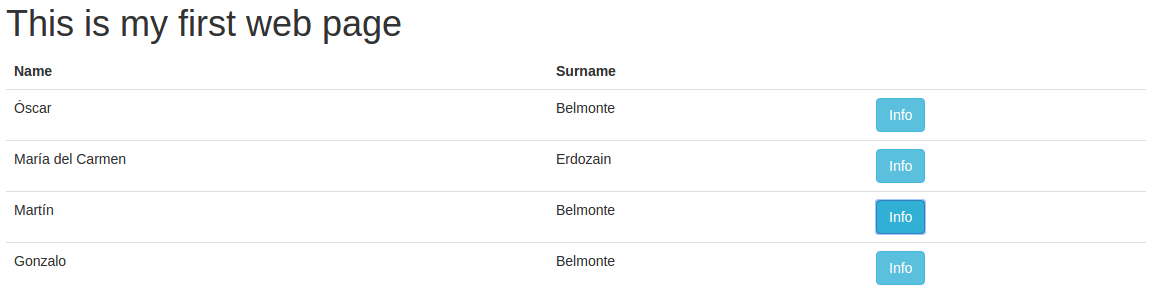 This is my first web page
Name Surname
Óscar Belmonte Info
María del Carmen Erdozain Info
Martín Belmonte Info
Gonzalo Belmonte Info